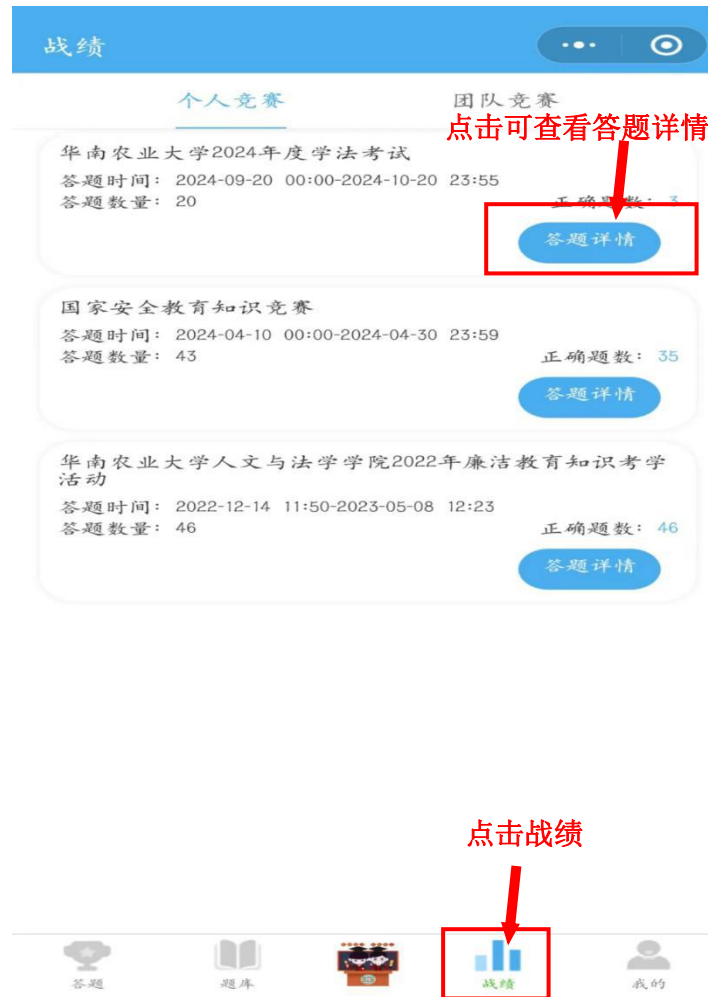 战绩
个人竞赛
团队竞赛
点击可查看答题详情
华南农业大学2024年度学法考试
答题时间: 2024-09-20 00:00-2024-10-20 23:55
答题数量: 20
正确题数: 3
答题详情
国家安全教育知识竞赛
答题时间: 2024-04-10 00:00-2024-04-30 23:59
答题数量: 43
正确题数: 35
答题详情
华南农业大学人文与法学学院2022年廉洁教育知识考学
活动
答题时间: 2022-12-14 11:50-2023-05-08 12:23
答题数量: 46
正确题数: 46
答题详情
点击战绩
答题
题库
战绩
我的